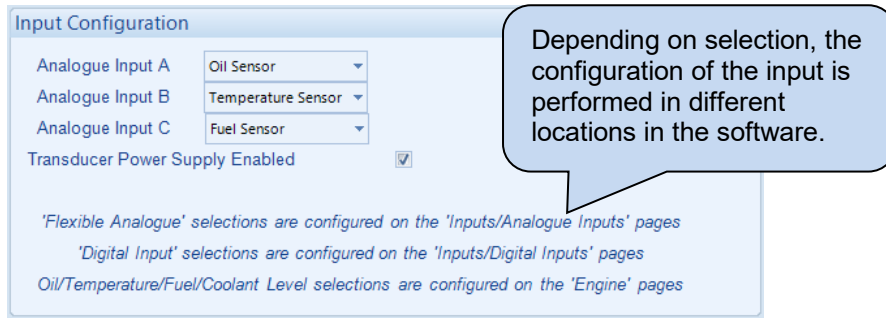 Input Configuration
Depending on selection, the
configuration of the input is
performed in different
locations in the software.
Analogue Input A Oil Sensor
Analogue Input B Temperature Sensor
Analogue Input C Fuel Sensor
Transducer Power Supply Enabled
'Flexible Analogue' selections are configured on the 'Inputs/Analogue Inputs' pages
'Digital Input' selections are configured on the 'Inputs/Digital Inputs' pages
Oil/Temperature/Fuel/Coolant Level selections are configured on the 'Engine' pages